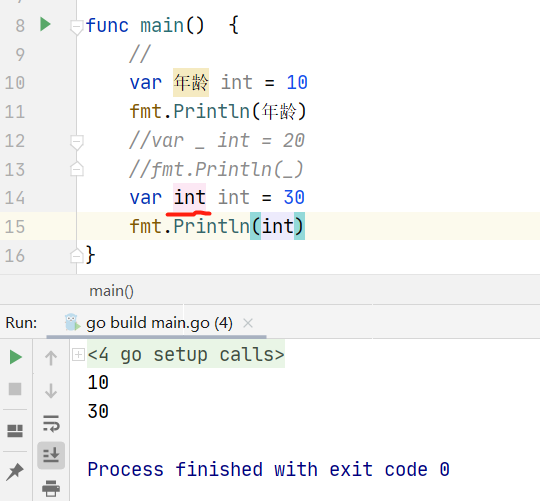 8 func main()  {
9 //
10 var 年龄 int = 10
11 fmt.Println(年龄)
12 //var _ int = 20
13 //fmt.Println(_)
14 var int int = 30
15 fmt.Println(int)
16 }
main()
Run: go build main.go (4) ×
<4 go setup calls>
10
30
Process finished with exit code 0